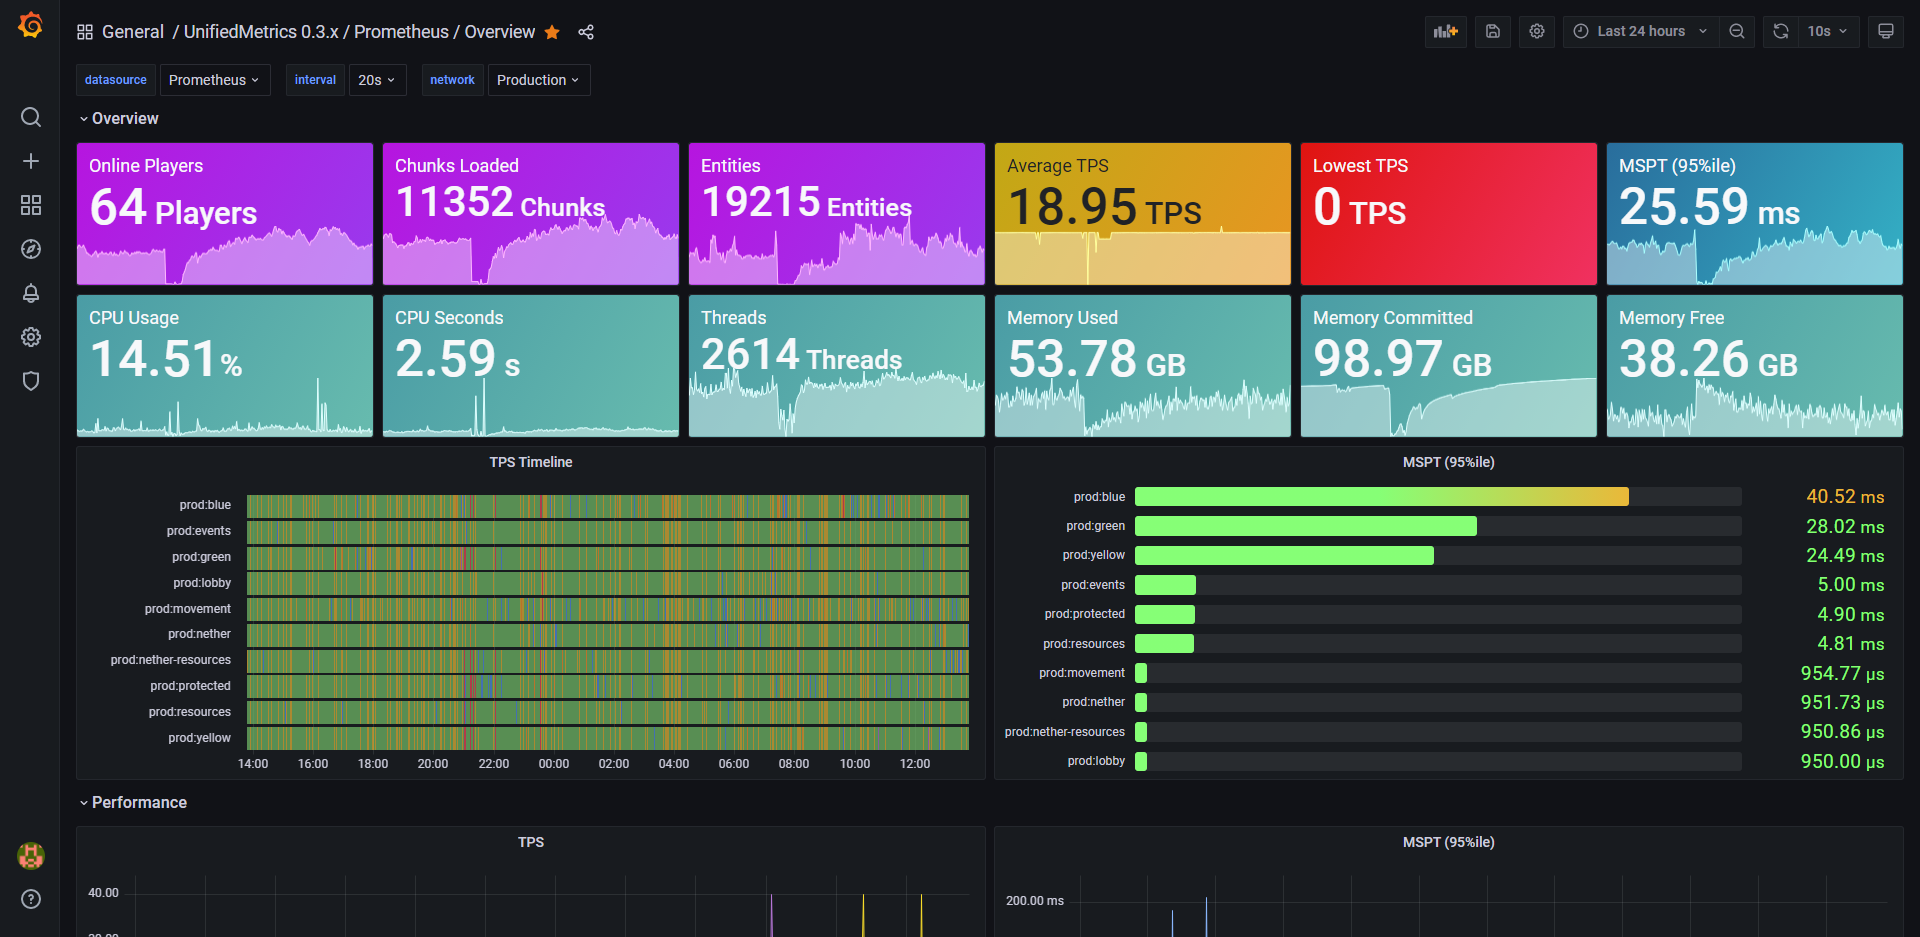 General / UnifiedMetrics 0.3.x / Prometheus / Overview
Last 24 hours
10s
datasource Prometheus interval 20s network Production
Overview
Online Players
64 Players
Chunks Loaded
11352 Chunks
Entities
19215 Entities
Average TPS
18.95 TPS
Lowest TPS
0 TPS
MSPT (95%ile)
25.59 ms
CPU Usage
14.51%
CPU Seconds
2.59 s
Threads
2614 Threads
Memory Used
53.78 GB
Memory Committed
98.97 GB
Memory Free
38.26 GB
TPS Timeline
prod:blue
prod:events
prod:green
prod:lobby
prod:movement
prod:nether
prod:nether-resources
prod:protected
prod:resources
prod:yellow
14:00 16:00 18:00 20:00 22:00 00:00 02:00 04:00 06:00 08:00 10:00 12:00
MSPT (95%ile)
prod:blue 40.52 ms
prod:green 28.02 ms
prod:yellow 24.49 ms
prod:events 5.00 ms
prod:protected 4.90 ms
prod:resources 4.81 ms
prod:movement 954.77 µs
prod:nether 951.73 µs
prod:nether-resources 950.86 µs
prod:lobby 950.00 µs
Performance
TPS
40.00
MSPT (95%ile)
200.00 ms